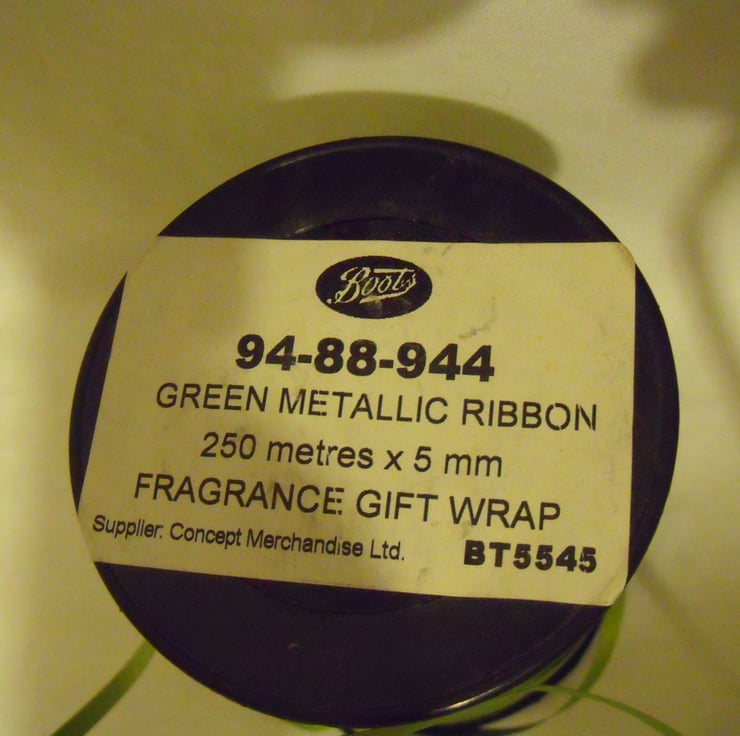 Boots
94-88-944
GREEN METALLIC RIBBON
250 metres x 5 mm
FRAGRANCE GIFT WRAP
Supplier: Concept Merchandise Ltd. BT5545